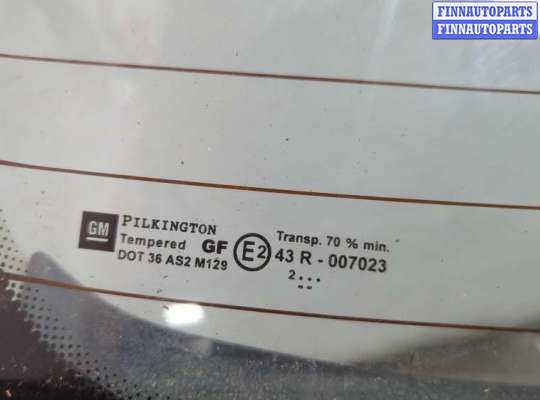 FINNAUTOPARTS
FINNAUTOPARTS
GM PILKINGTON
Transp. 70 % min.
Tempered GF E2 43 R - 007023
DOT 36 AS2 M129
2...
--